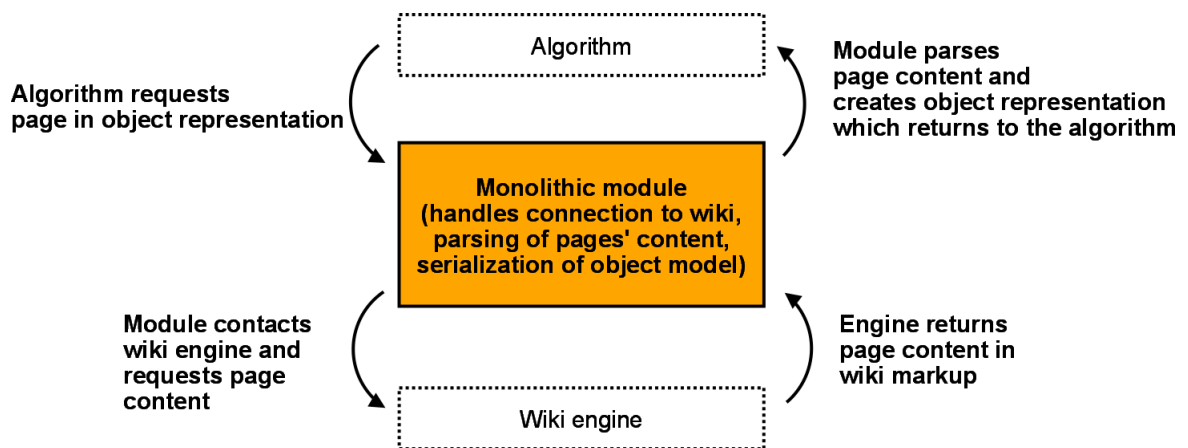 Algorithm
Algorithm requests
page in object representation
Module parses
page content and
creates object representation
which returns to the algorithm
Monolithic module
(handles connection to wiki,
parsing of pages' content,
serialization of object model)
Module contacts
wiki engine and
requests page
content
Engine returns
page content in
wiki markup
Wiki engine